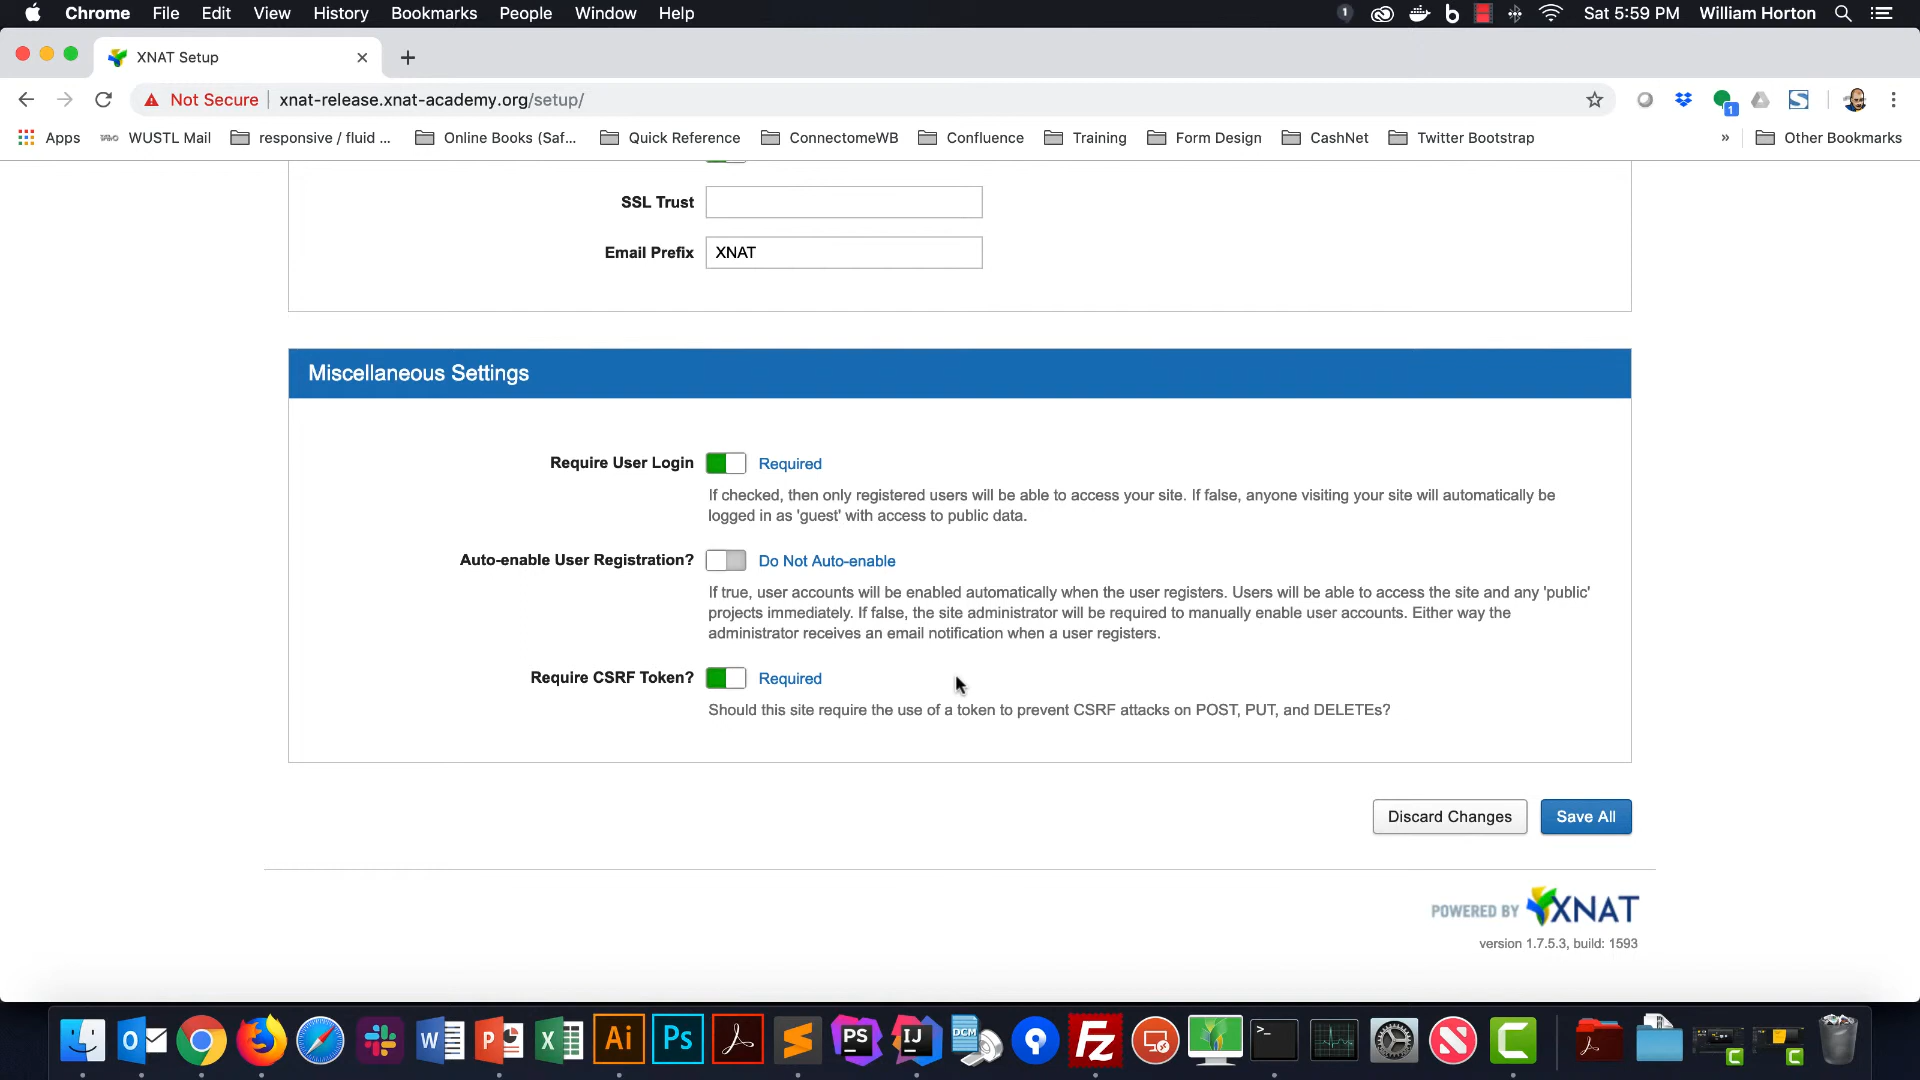 Chrome File Edit View History Bookmarks People Window Help
1 Sat 5:59 PM William Horton
XNAT Setup
Not Secure xnat-release.xnat-academy.org/setup/
1
Apps WUSTL Mail responsive / fluid ... Online Books (Saf... Quick Reference ConnectomeWB Confluence Training Form Design CashNet Twitter Bootstrap » Other Bookmarks
SSL Trust
Email Prefix XNAT
Miscellaneous Settings
Require User Login Required
If checked, then only registered users will be able to access your site. If false, anyone visiting your site will automatically be
logged in as 'guest' with access to public data.
Auto-enable User Registration? Do Not Auto-enable
If true, user accounts will be enabled automatically when the user registers. Users will be able to access the site and any 'public'
projects immediately. If false, the site administrator will be required to manually enable user accounts. Either way the
administrator receives an email notification when a user registers.
Require CSRF Token? Required
Should this site require the use of a token to prevent CSRF attacks on POST, PUT, and DELETEs?
Discard Changes Save All
POWERED BY XNAT
version 1.7.5.3, build: 1593
Ai Ps PS IJ DCM Fz >_